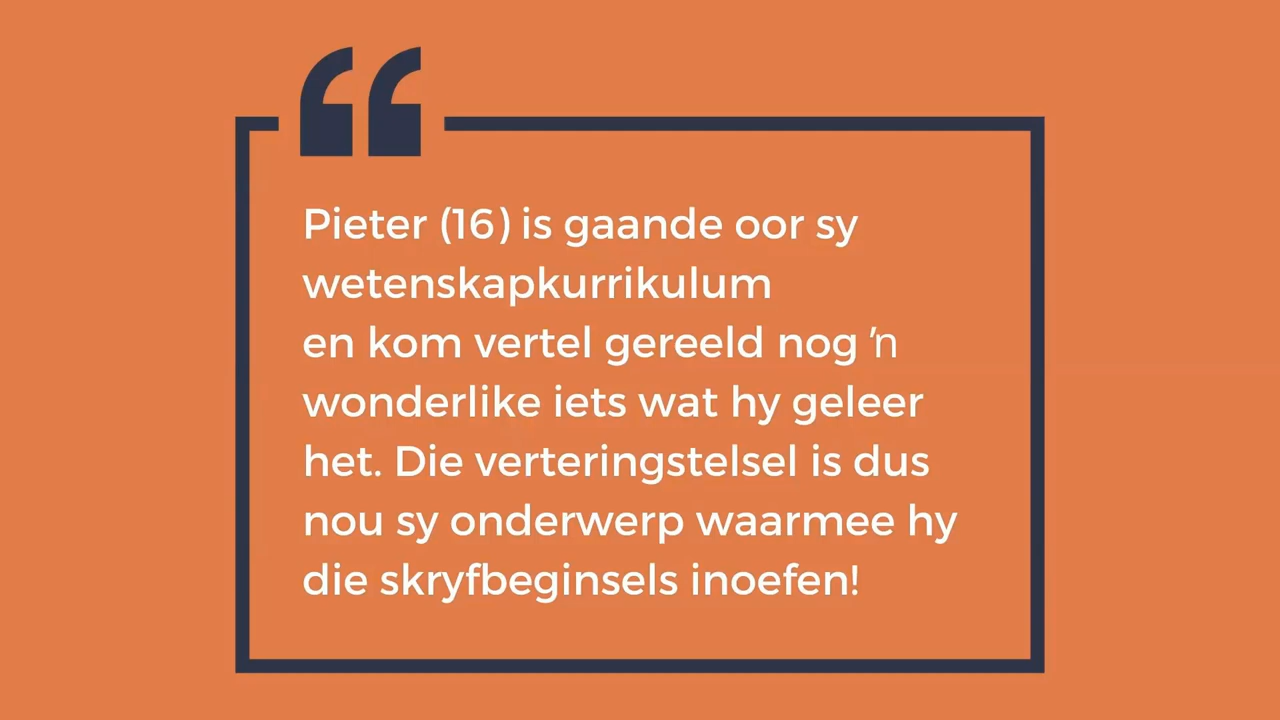 Pieter (16) is gaande oor sy
wetenskapkurrikulum
en kom vertel gereeld nog 'n
wonderlike iets wat hy geleer
het. Die verteringstelsel is dus
nou sy onderwerp waarmee hy
die skryfbeginsels inoefen!